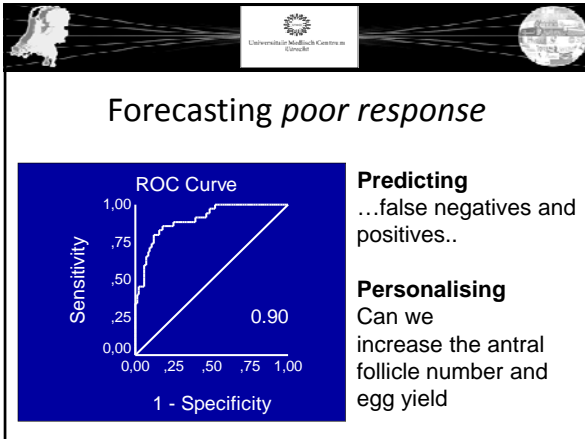 Universitair Medisch Centrum
Utrecht
Forecasting poor response
ROC Curve
1,00
,75
,50
,25
0,00
Sensitivity
0.90
0,00 ,25 ,50 ,75 1,00
1 - Specificity
Predicting
…false negatives and
positives..
Personalising
Can we
increase the antral
follicle number and
egg yield